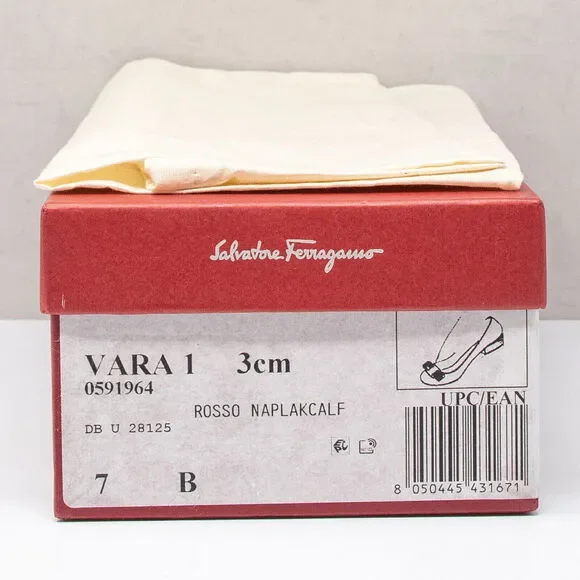 Salvatore Ferragamo
VARA 1 3cm
0591964
UPC/EAN
ROSSO NAPLAKCALF
DB U 28125
7 B
8 050445 431671